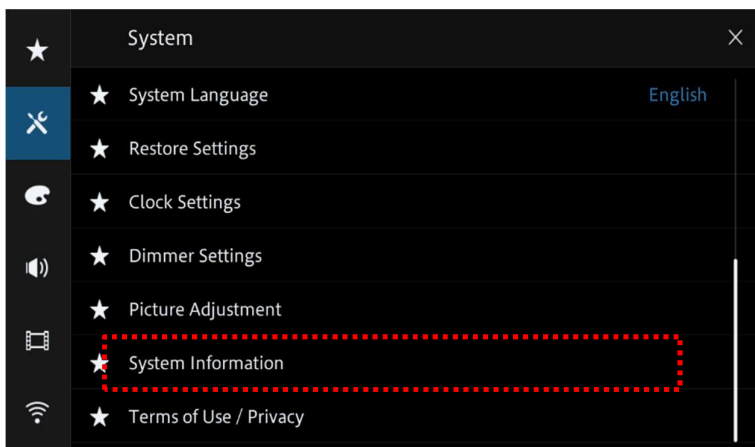 System
System Language English
Restore Settings
Clock Settings
Dimmer Settings
Picture Adjustment
System Information
Terms of Use / Privacy